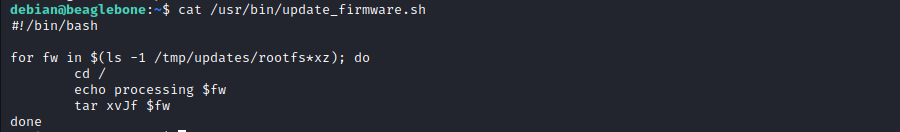 debian@beaglebone:~$ cat /usr/bin/update_firmware.sh
#!/bin/bash
for fw in $(ls -1 /tmp/updates/rootfs*xz); do
cd /
echo processing $fw
tar xvJf $fw
done